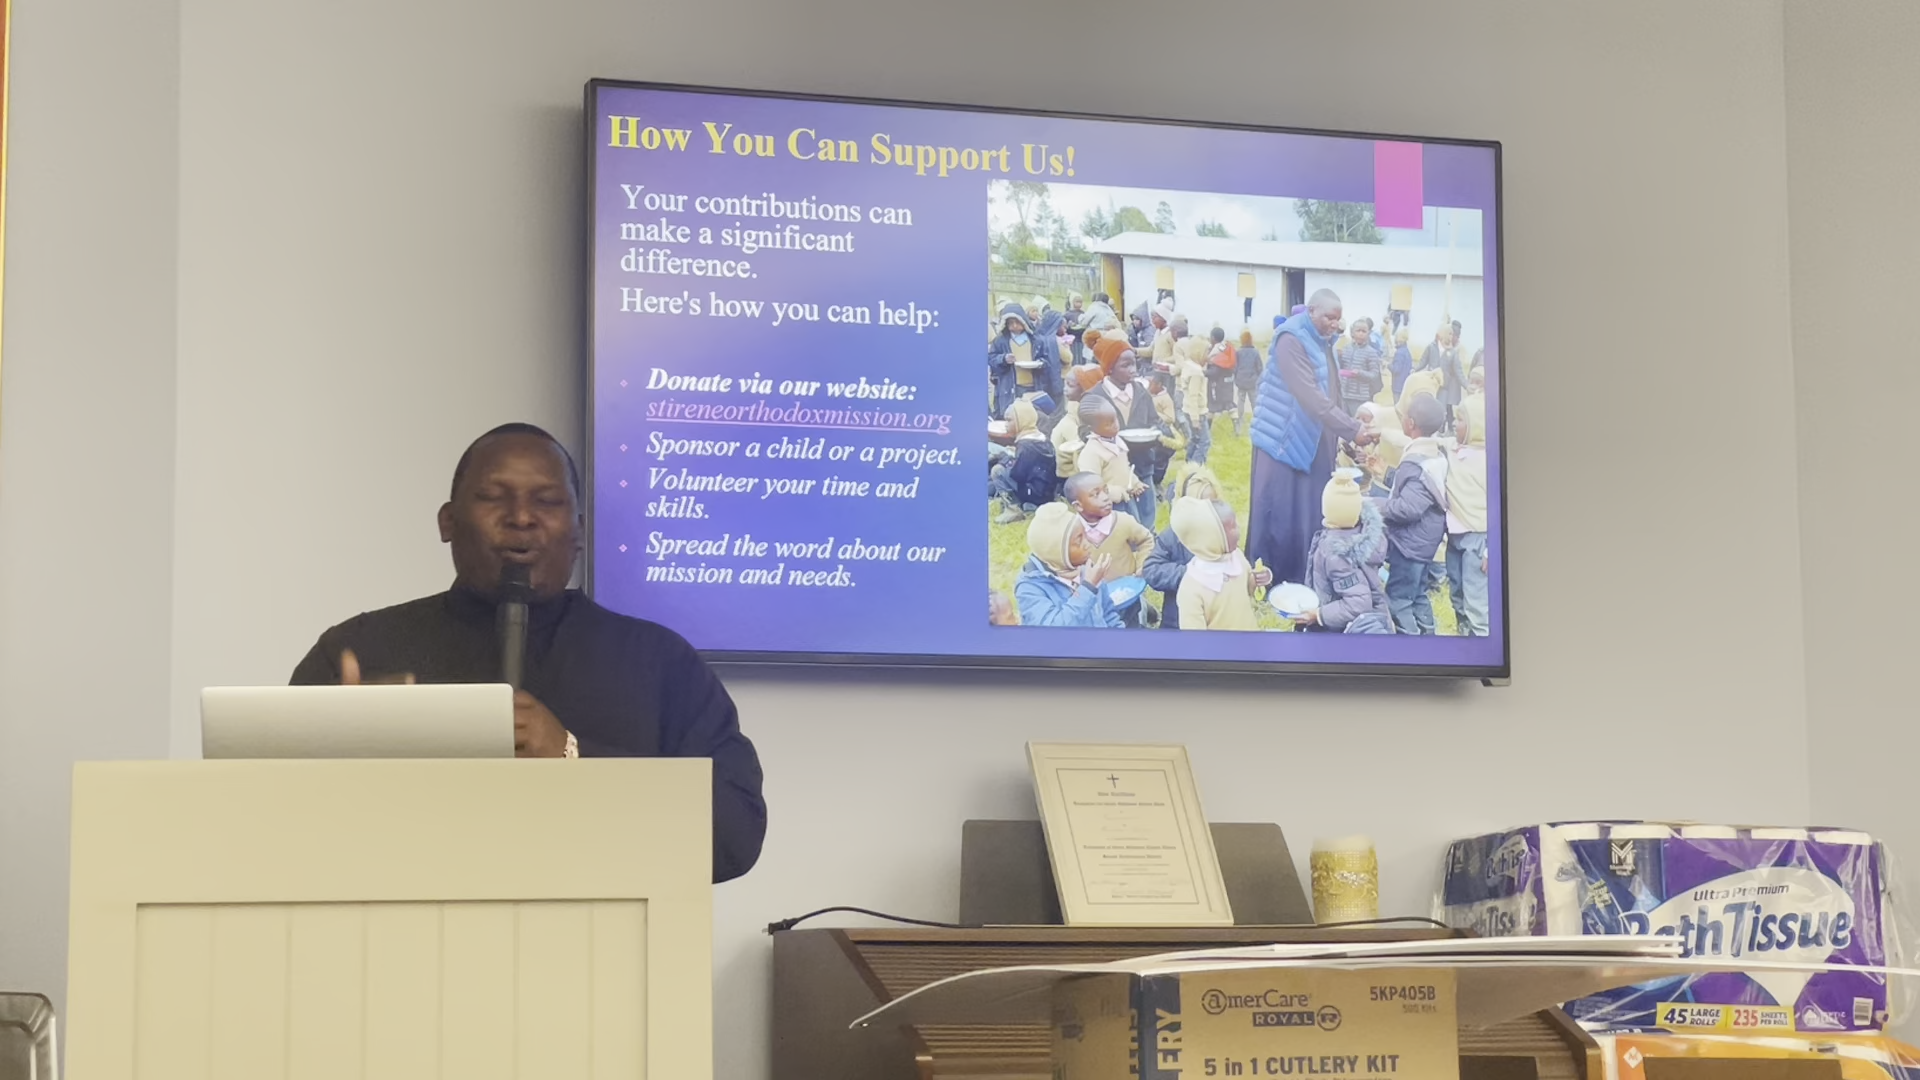 How You Can Support Us!
Your contributions can
make a significant
difference.
Here's how you can help:
Donate via our website:
stireneorthodoxmission.org
Sponsor a child or a project.
Volunteer your time and
skills.
Spread the word about our
mission and needs.
Ultra Premium
Bath Tissue
45 LARGE ROLLS
235 SHEETS PER ROLL
amerCare
ROYAL R
5KP405B
500 Kits
5 in 1 CUTLERY KIT